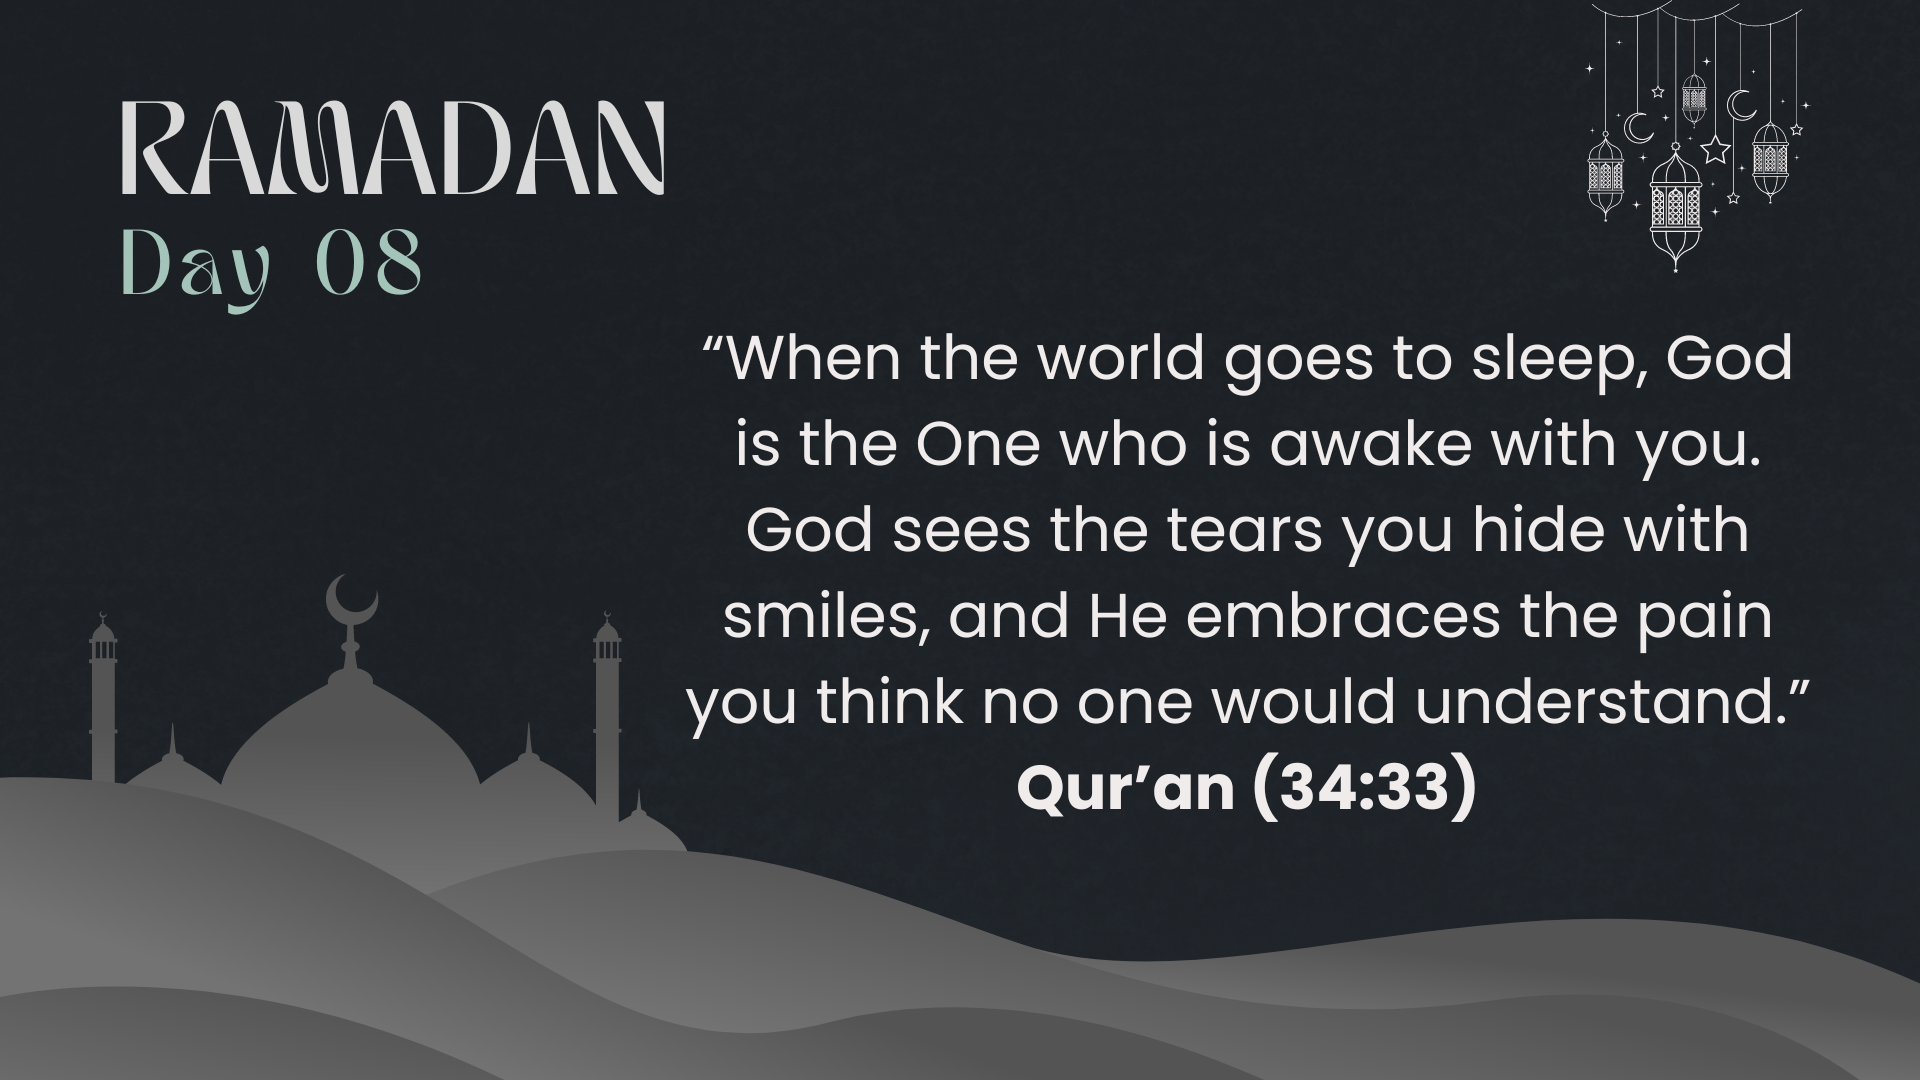 RAMADAN
Day 08
“When the world goes to sleep, God
is the One who is awake with you.
God sees the tears you hide with
smiles, and He embraces the pain
you think no one would understand.”
Qur’an (34:33)